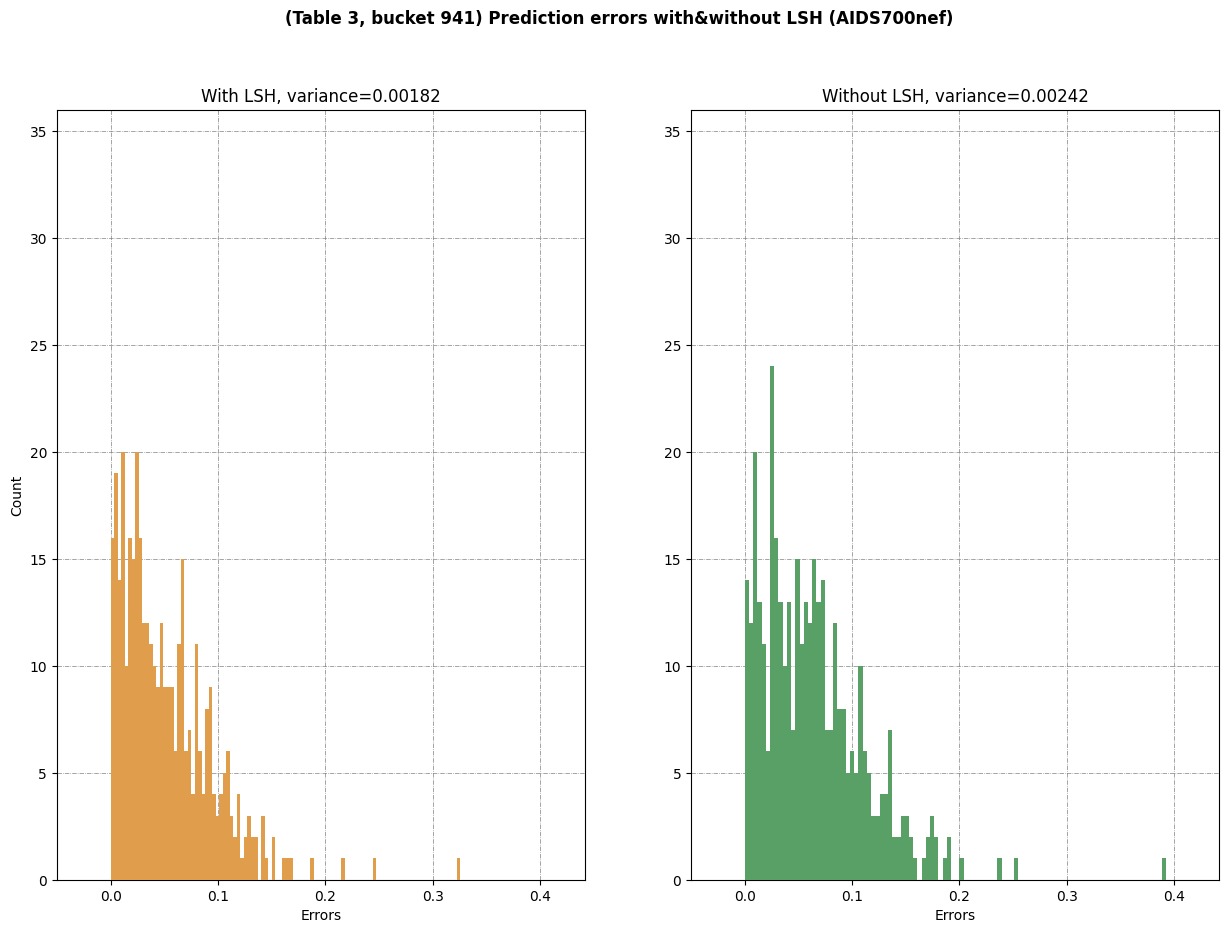 (Table 3, bucket 941) Prediction errors with&without LSH (AIDS700nef)
With LSH, variance=0.00182
35
30
25
20
15
10
5
0
Count
0.0 0.1 0.2 0.3 0.4
Errors
Without LSH, variance=0.00242
35
30
25
20
15
10
5
0
0.0 0.1 0.2 0.3 0.4
Errors